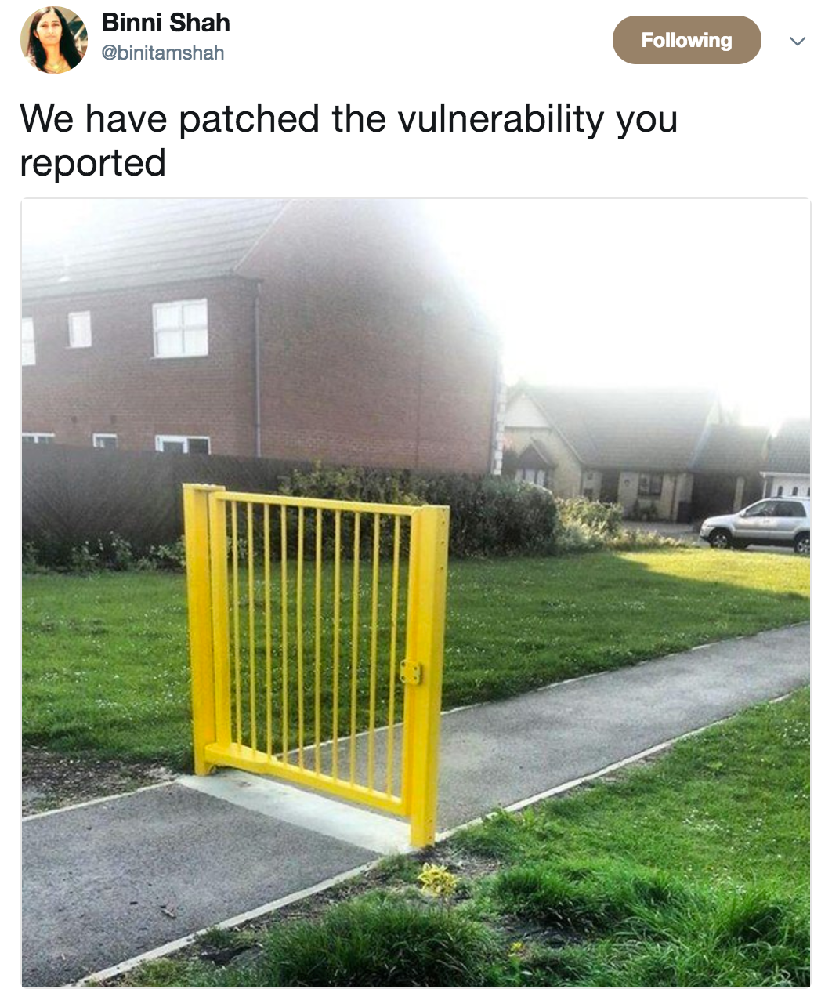 Binni Shah
@binitamshah
Following
We have patched the vulnerability you
reported